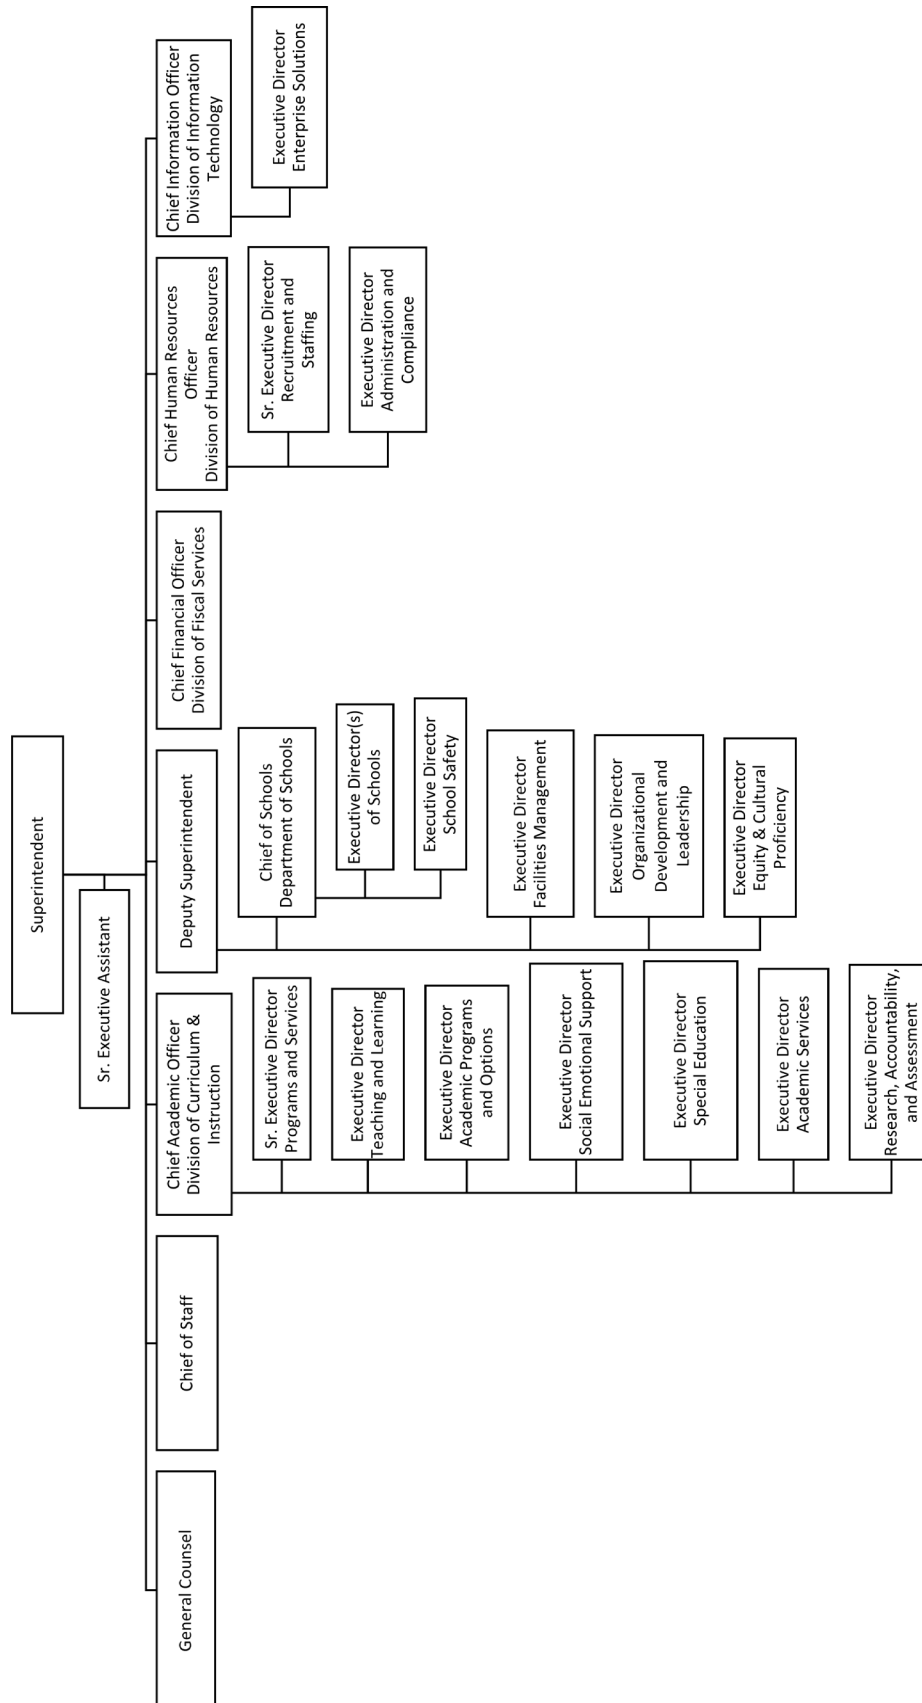 Superintendent
Sr. Executive Assistant
General Counsel
Chief of Staff
Chief Academic Officer
Division of Curriculum &
Instruction
Sr. Executive Director
Programs and Services
Executive Director
Teaching and Learning
Executive Director
Academic Programs
and Options
Executive Director
Social Emotional Support
Executive Director
Special Education
Executive Director
Academic Services
Executive Director
Research, Accountability,
and Assessment
Deputy Superintendent
Chief of Schools
Department of Schools
Executive Director(s)
of Schools
Executive Director
School Safety
Executive Director
Facilities Management
Executive Director
Organizational
Development and
Leadership
Executive Director
Equity & Cultural
Proficiency
Chief Financial Officer
Division of Fiscal Services
Chief Human Resources
Officer
Division of Human Resources
Sr. Executive Director
Recruitment and
Staffing
Executive Director
Administration and
Compliance
Chief Information Officer
Division of Information
Technology
Executive Director
Enterprise Solutions